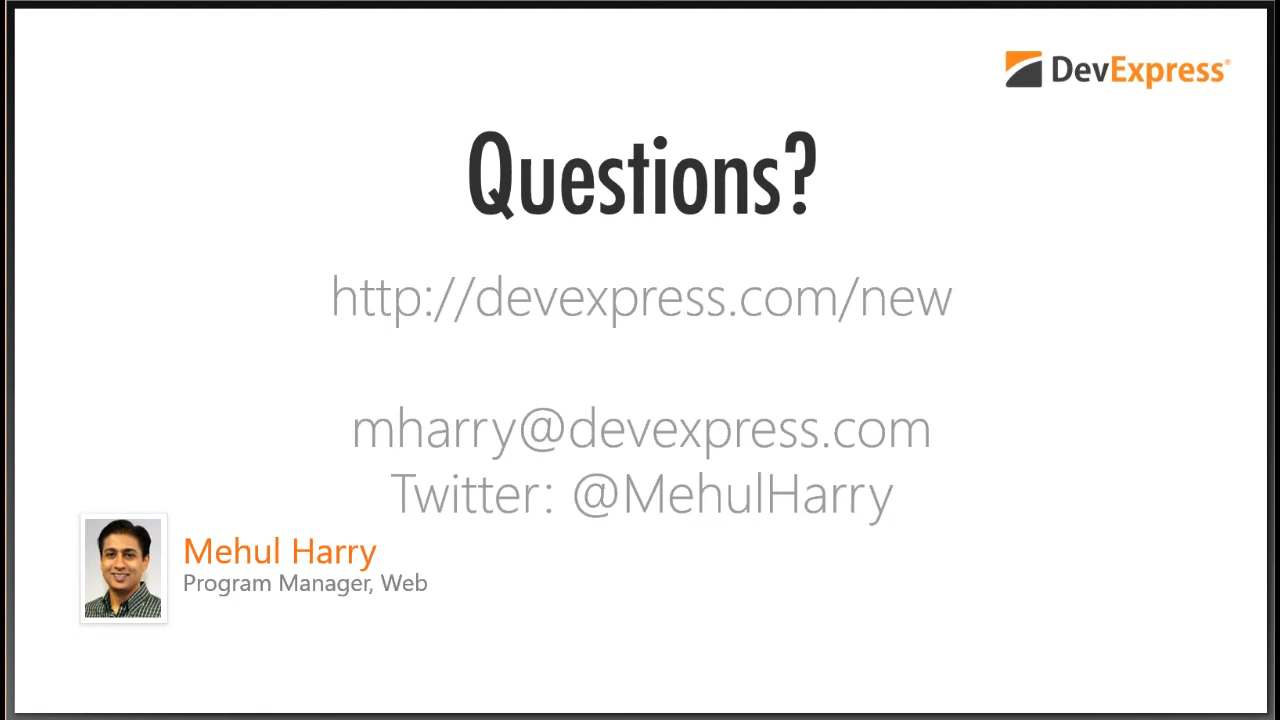 DevExpress
Questions?
http://devexpress.com/new
mharry@devexpress.com
Twitter: @MehulHarry
Mehul Harry
Program Manager, Web